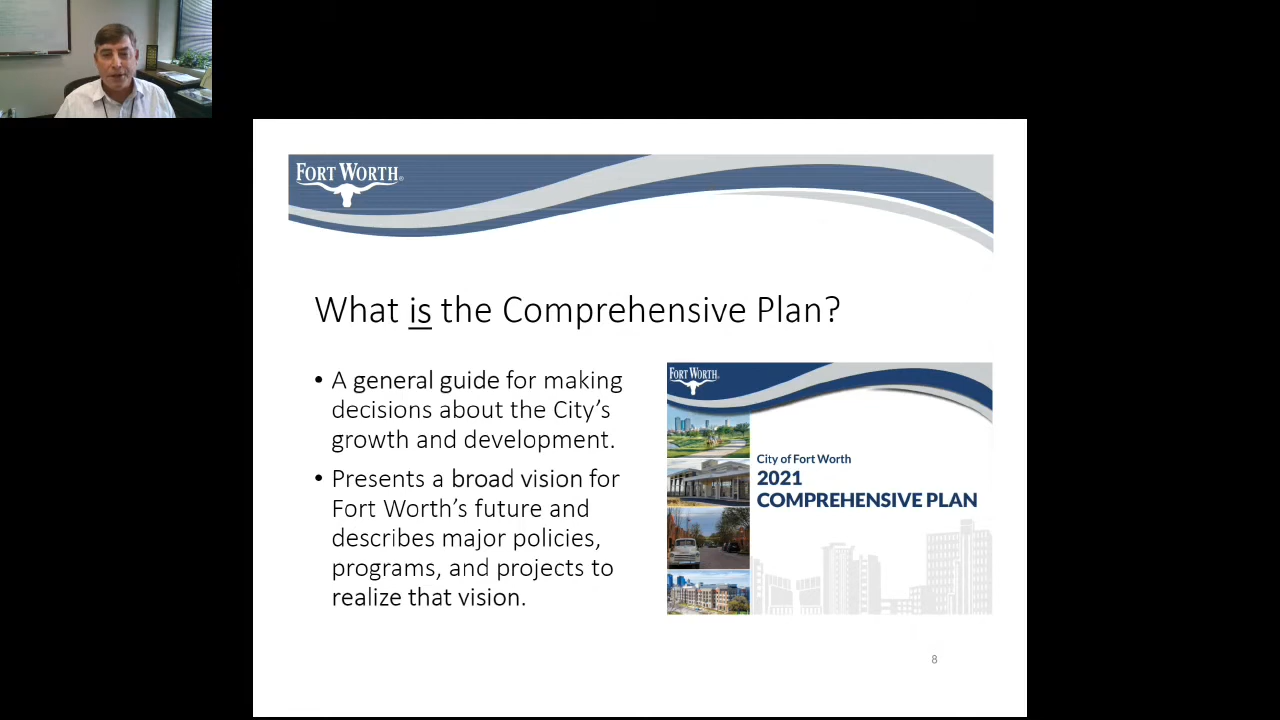 FORT WORTH®
What is the Comprehensive Plan?
• A general guide for making
decisions about the City's
growth and development.
• Presents a broad vision for
Fort Worth's future and
describes major policies,
programs, and projects to
realize that vision.
FORT WORTH®
City of Fort Worth
2021
COMPREHENSIVE PLAN
8